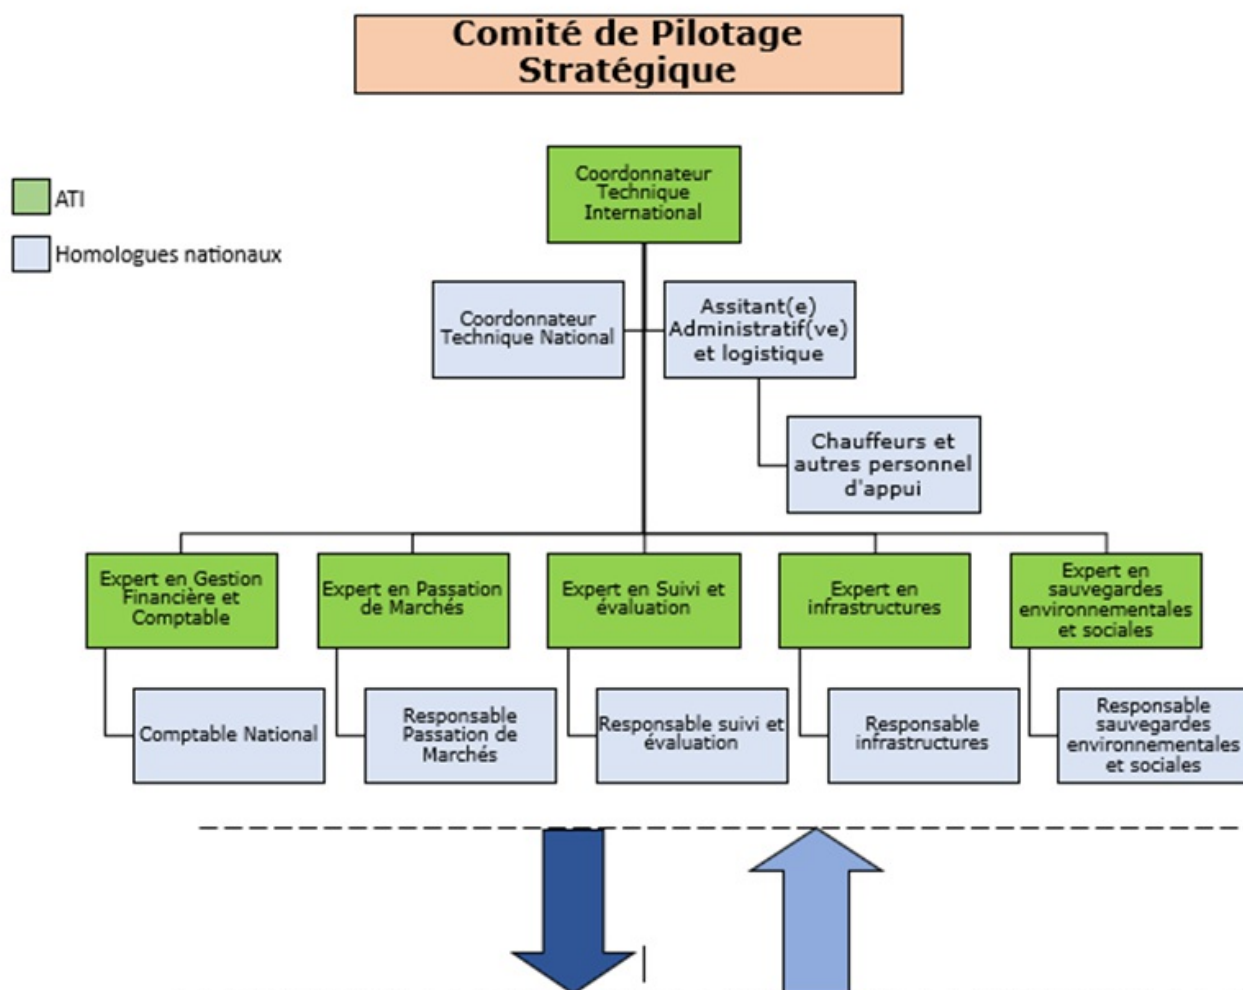 Comité de Pilotage
Stratégique
Coordonnateur
Technique
International
ATI
Homologues nationaux
Coordonnateur
Technique National
Assitant(e)
Administratif(ve)
et logistique
Chauffeurs et
autres personnel
d'appui
Expert en Gestion
Financière et
Comptable
Expert en Passation
de Marchés
Expert en Suivi et
évaluation
Expert en
infrastructures
Expert en
sauvegardes
environnementales
et sociales
Comptable National
Responsable
Passation de
Marchés
Responsable suivi et
évaluation
Responsable
infrastructures
Responsable
sauvegardes
environnementales
et sociales